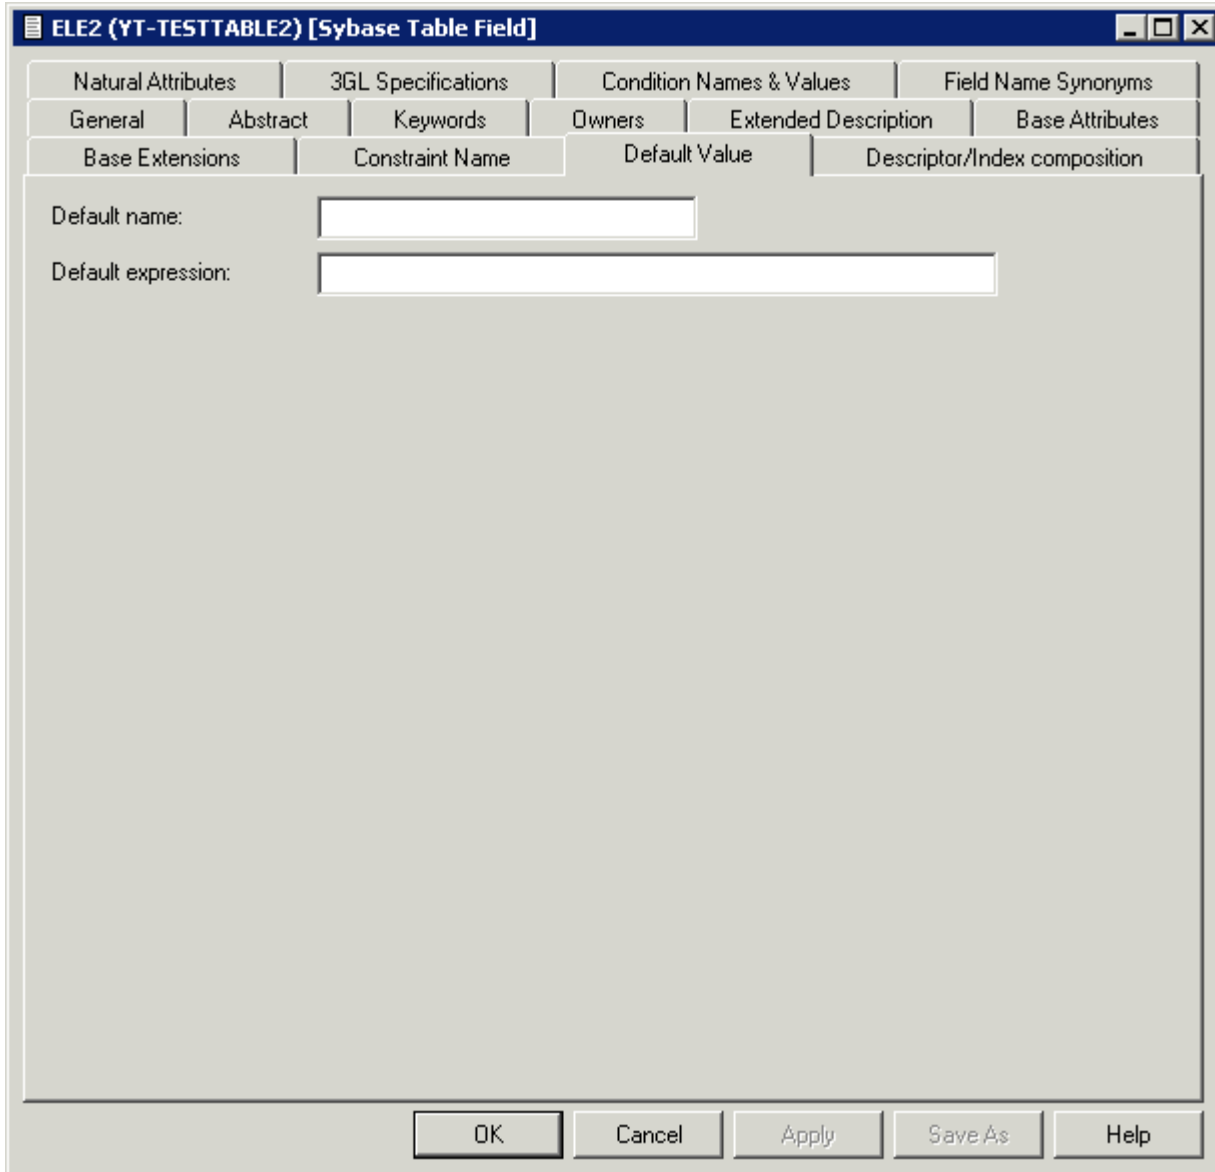 ELE2 (YT-TESTTABLE2) [Sybase Table Field]
Natural Attributes 3GL Specifications Condition Names & Values Field Name Synonyms
General Abstract Keywords Owners Extended Description Base Attributes
Base Extensions Constraint Name Default Value Descriptor/Index composition
Default name:
Default expression:
OK Cancel Apply Save As Help